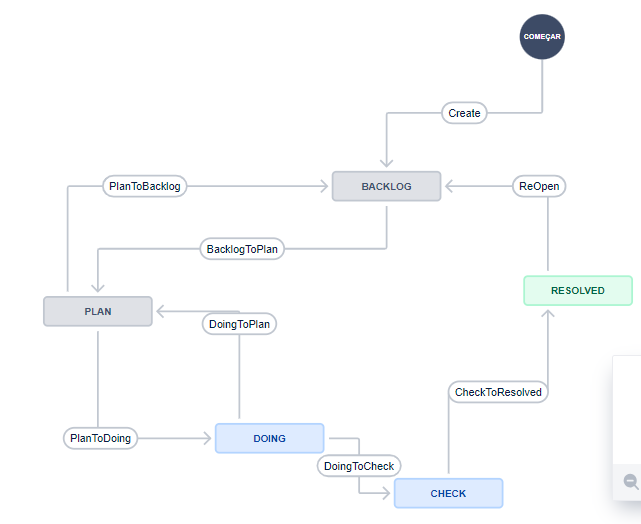 COMEÇAR
Create
PlanToBacklog
BACKLOG
ReOpen
BacklogToPlan
RESOLVED
PLAN
DoingToPlan
CheckToResolved
PlanToDoing
DOING
DoingToCheck
CHECK